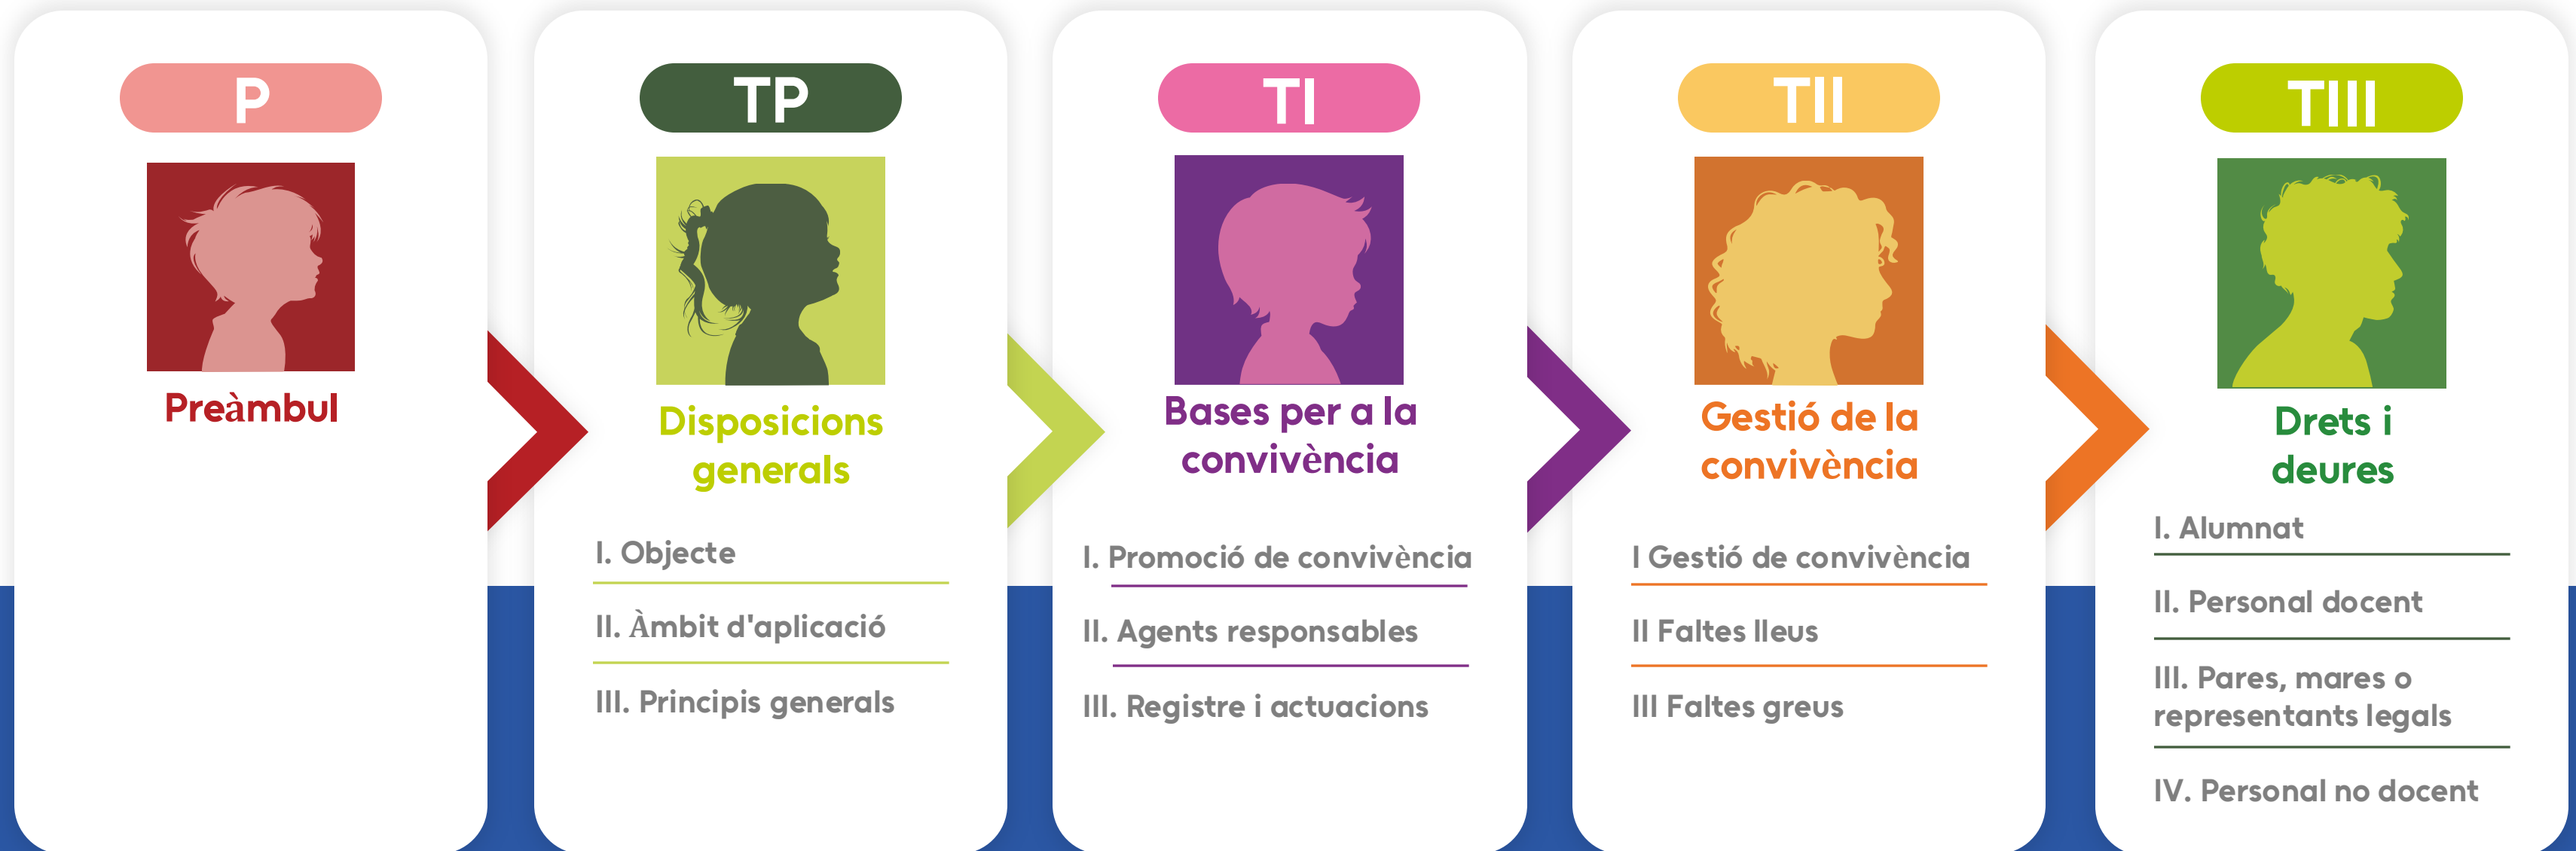 P
Preàmbul
TP
Disposicions
generals
I. Objecte
II. Àmbit d'aplicació
III. Principis generals
TI
Bases per a la
convivència
I. Promoció de convivència
II. Agents responsables
III. Registre i actuacions
TII
Gestió de la
convivència
I Gestió de convivència
II Faltes lleus
III Faltes greus
TIII
Drets i
deures
I. Alumnat
II. Personal docent
III. Pares, mares o
representants legals
IV. Personal no docent